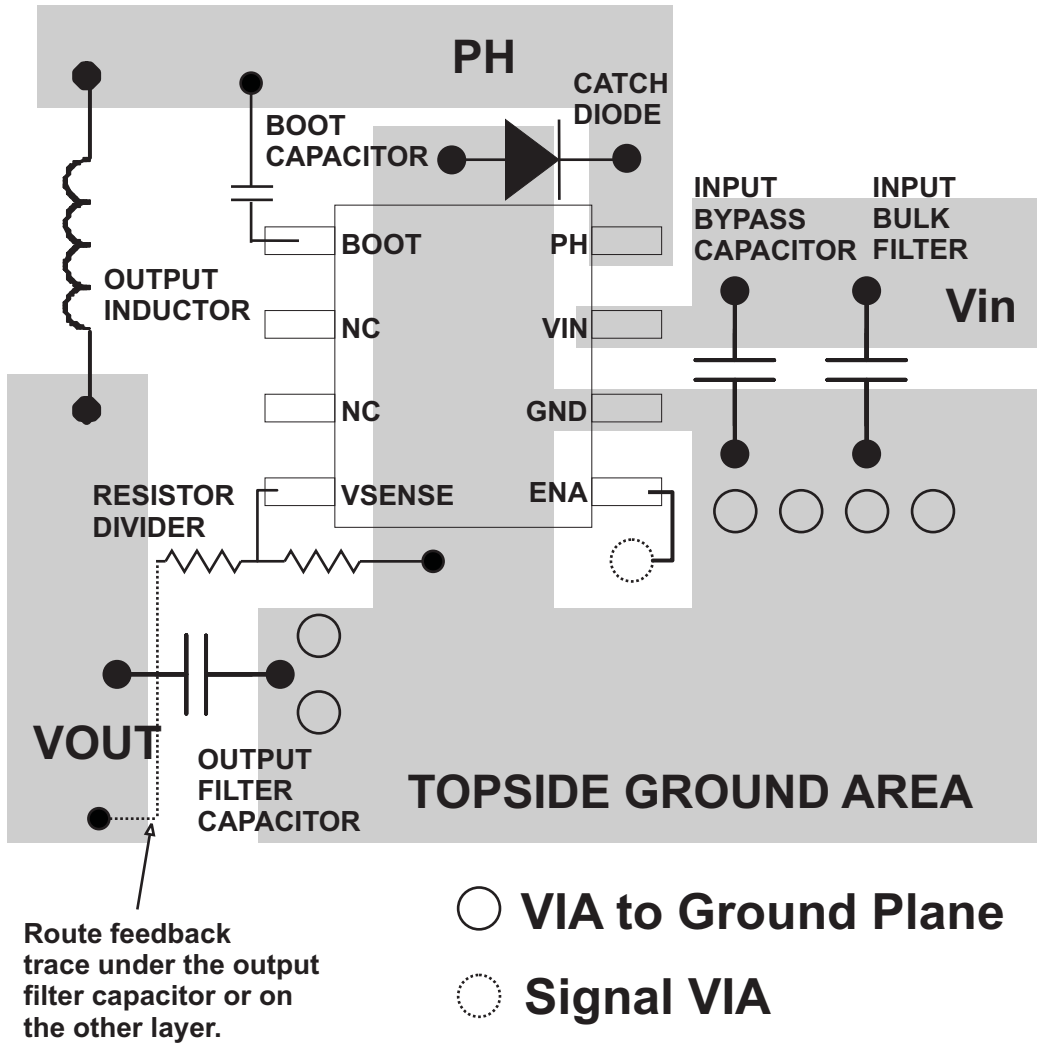 PH
CATCH
DIODE
BOOT
CAPACITOR
INPUT
BYPASS
CAPACITOR
INPUT
BULK
FILTER
OUTPUT
INDUCTOR
Vin
BOOT
PH
NC
VIN
NC
GND
VSENSE
ENA
RESISTOR
DIVIDER
VOUT
OUTPUT
FILTER
CAPACITOR
TOPSIDE GROUND AREA
Route feedback
trace under the output
filter capacitor or on
the other layer.
VIA to Ground Plane
Signal VIA